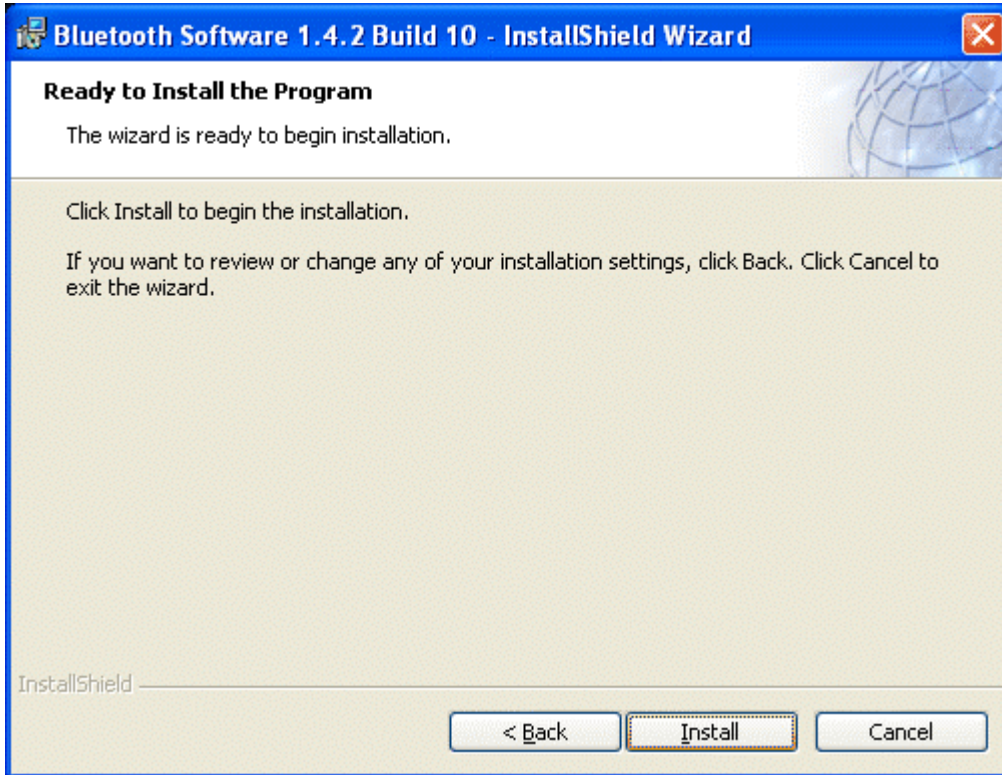 Bluetooth Software 1.4.2 Build 10 - InstallShield Wizard
Ready to Install the Program
The wizard is ready to begin installation.
Click Install to begin the installation.
If you want to review or change any of your installation settings, click Back. Click Cancel to
exit the wizard.
InstallShield
< Back
Install
Cancel